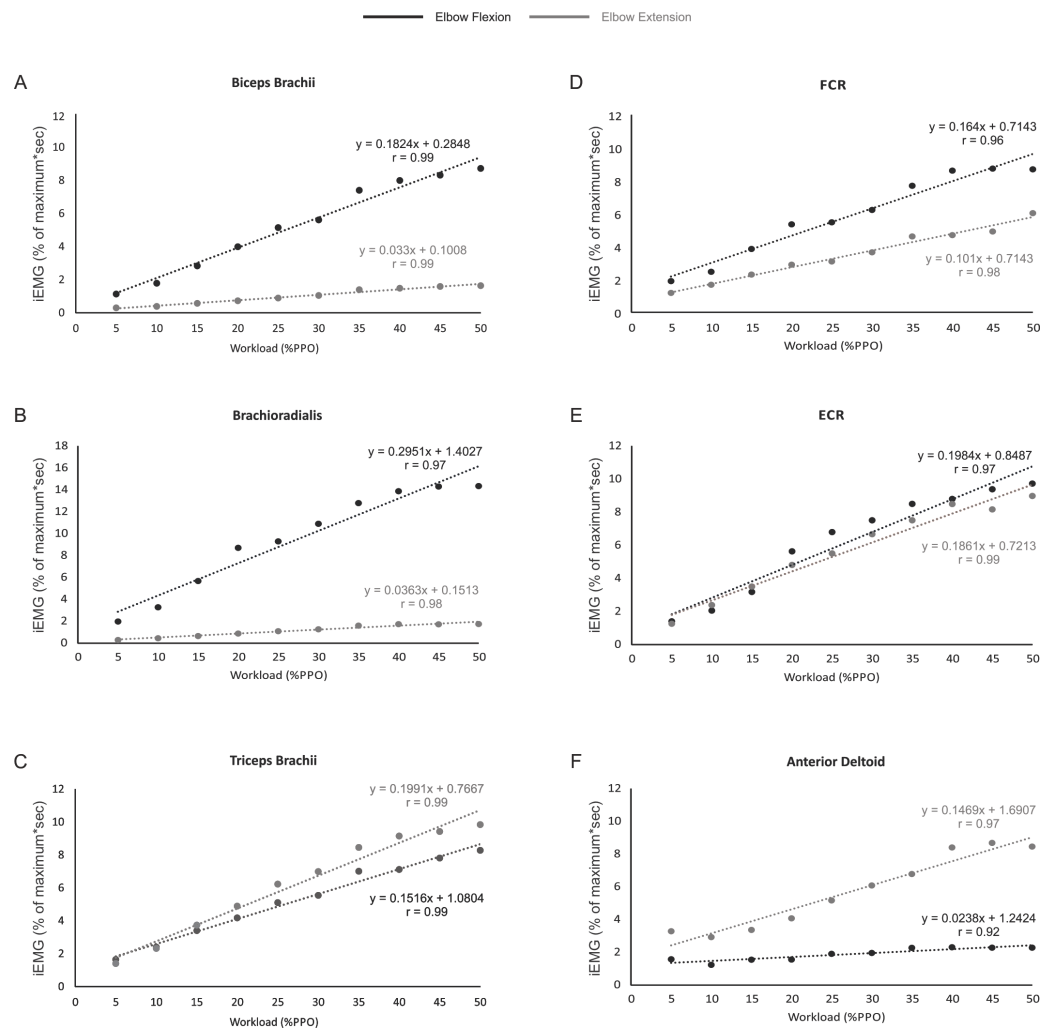 Elbow Flexion
Elbow Extension
A
Biceps Brachii
iEMG (% of maximum*sec)
12
10
8
6
4
2
0
y = 0.1824x + 0.2848
r = 0.99
y = 0.033x + 0.1008
r = 0.99
0 5 10 15 20 25 30 35 40 45 50
Workload (%PPO)
B
Brachioradialis
iEMG (% of maximum*sec)
18
16
14
12
10
8
6
4
2
0
y = 0.2951x + 1.4027
r = 0.97
y = 0.0363x + 0.1513
r = 0.98
0 5 10 15 20 25 30 35 40 45 50
Workload (%PPO)
C
Triceps Brachii
iEMG (% of maximum*sec)
12
10
8
6
4
2
0
y = 0.1991x + 0.7667
r = 0.99
y = 0.1516x + 1.0804
r = 0.99
0 5 10 15 20 25 30 35 40 45 50
Workload (%PPO)
D
FCR
iEMG (% of maximum*sec)
12
10
8
6
4
2
0
y = 0.164x + 0.7143
r = 0.96
y = 0.101x + 0.7143
r = 0.98
0 5 10 15 20 25 30 35 40 45 50
Workload (%PPO)
E
ECR
iEMG (% of maximum*sec)
12
10
8
6
4
2
0
y = 0.1984x + 0.8487
r = 0.97
y = 0.1861x + 0.7213
r = 0.99
0 5 10 15 20 25 30 35 40 45 50
Workload (%PPO)
F
Anterior Deltoid
iEMG (% of maximum*sec)
12
10
8
6
4
2
0
y = 0.1469x + 1.6907
r = 0.97
y = 0.0238x + 1.2424
r = 0.92
0 5 10 15 20 25 30 35 40 45 50
Workload (%PPO)